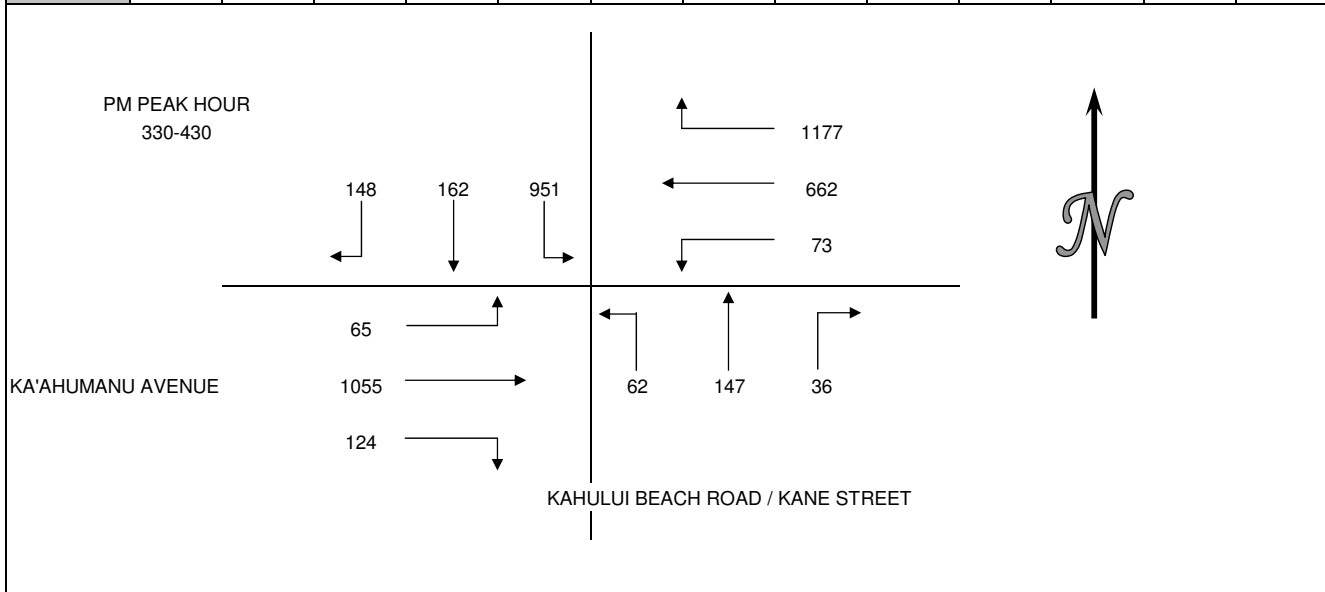 PM PEAK HOUR
330-430
1177
148 162 951 662
73
65
KA'AHUMANU AVENUE 1055 62 147 36
124
KAHULUI BEACH ROAD / KANE STREET
N